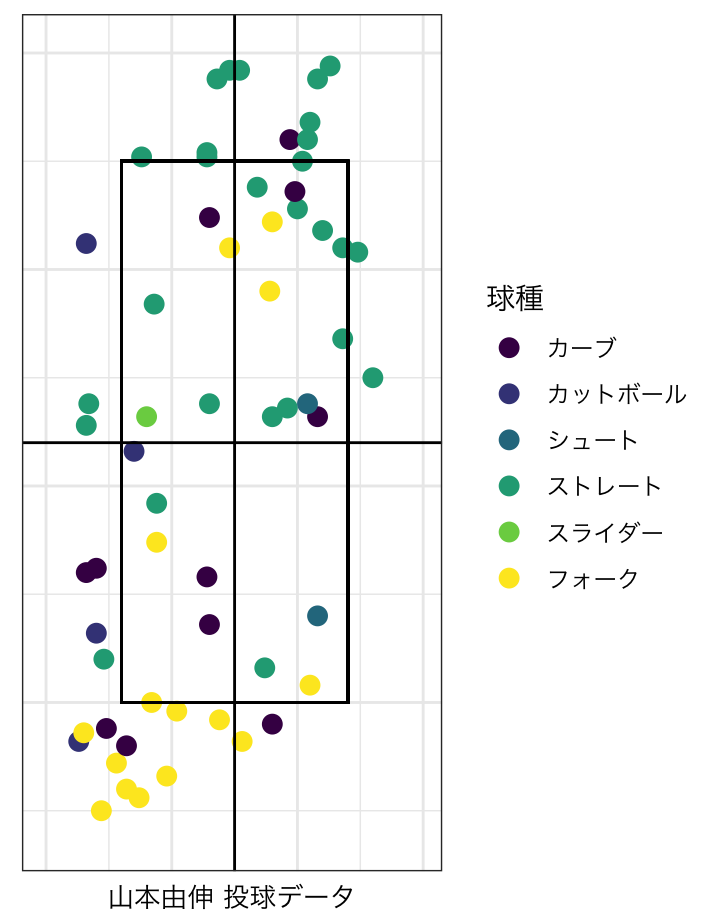 球種
カーブ
カットボール
シュート
ストレート
スライダー
フォーク
山本由伸 投球データ